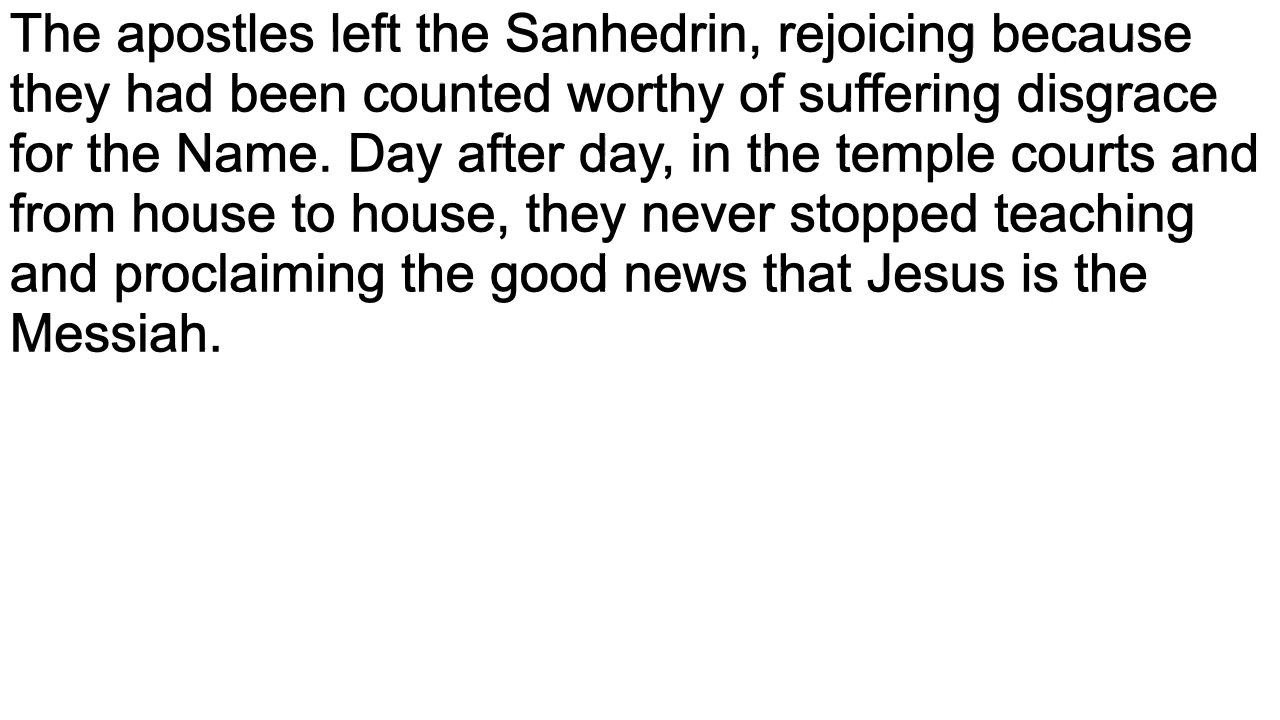 The apostles left the Sanhedrin, rejoicing because
they had been counted worthy of suffering disgrace
for the Name. Day after day, in the temple courts and
from house to house, they never stopped teaching
and proclaiming the good news that Jesus is the
Messiah.